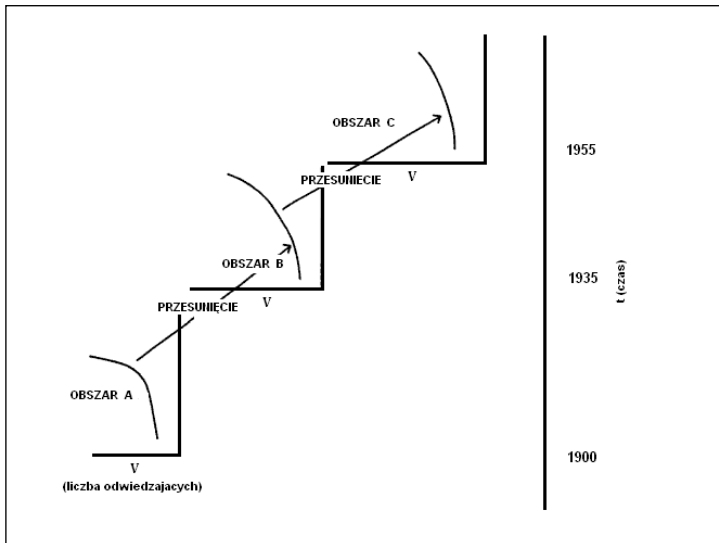 OBSZAR C
1955
PRZESUNIECIE
V
OBSZAR B
t (czas)
1935
V
PRZESUNIĘCIE
OBSZAR A
1900
V
(liczba odwiedzajacych)